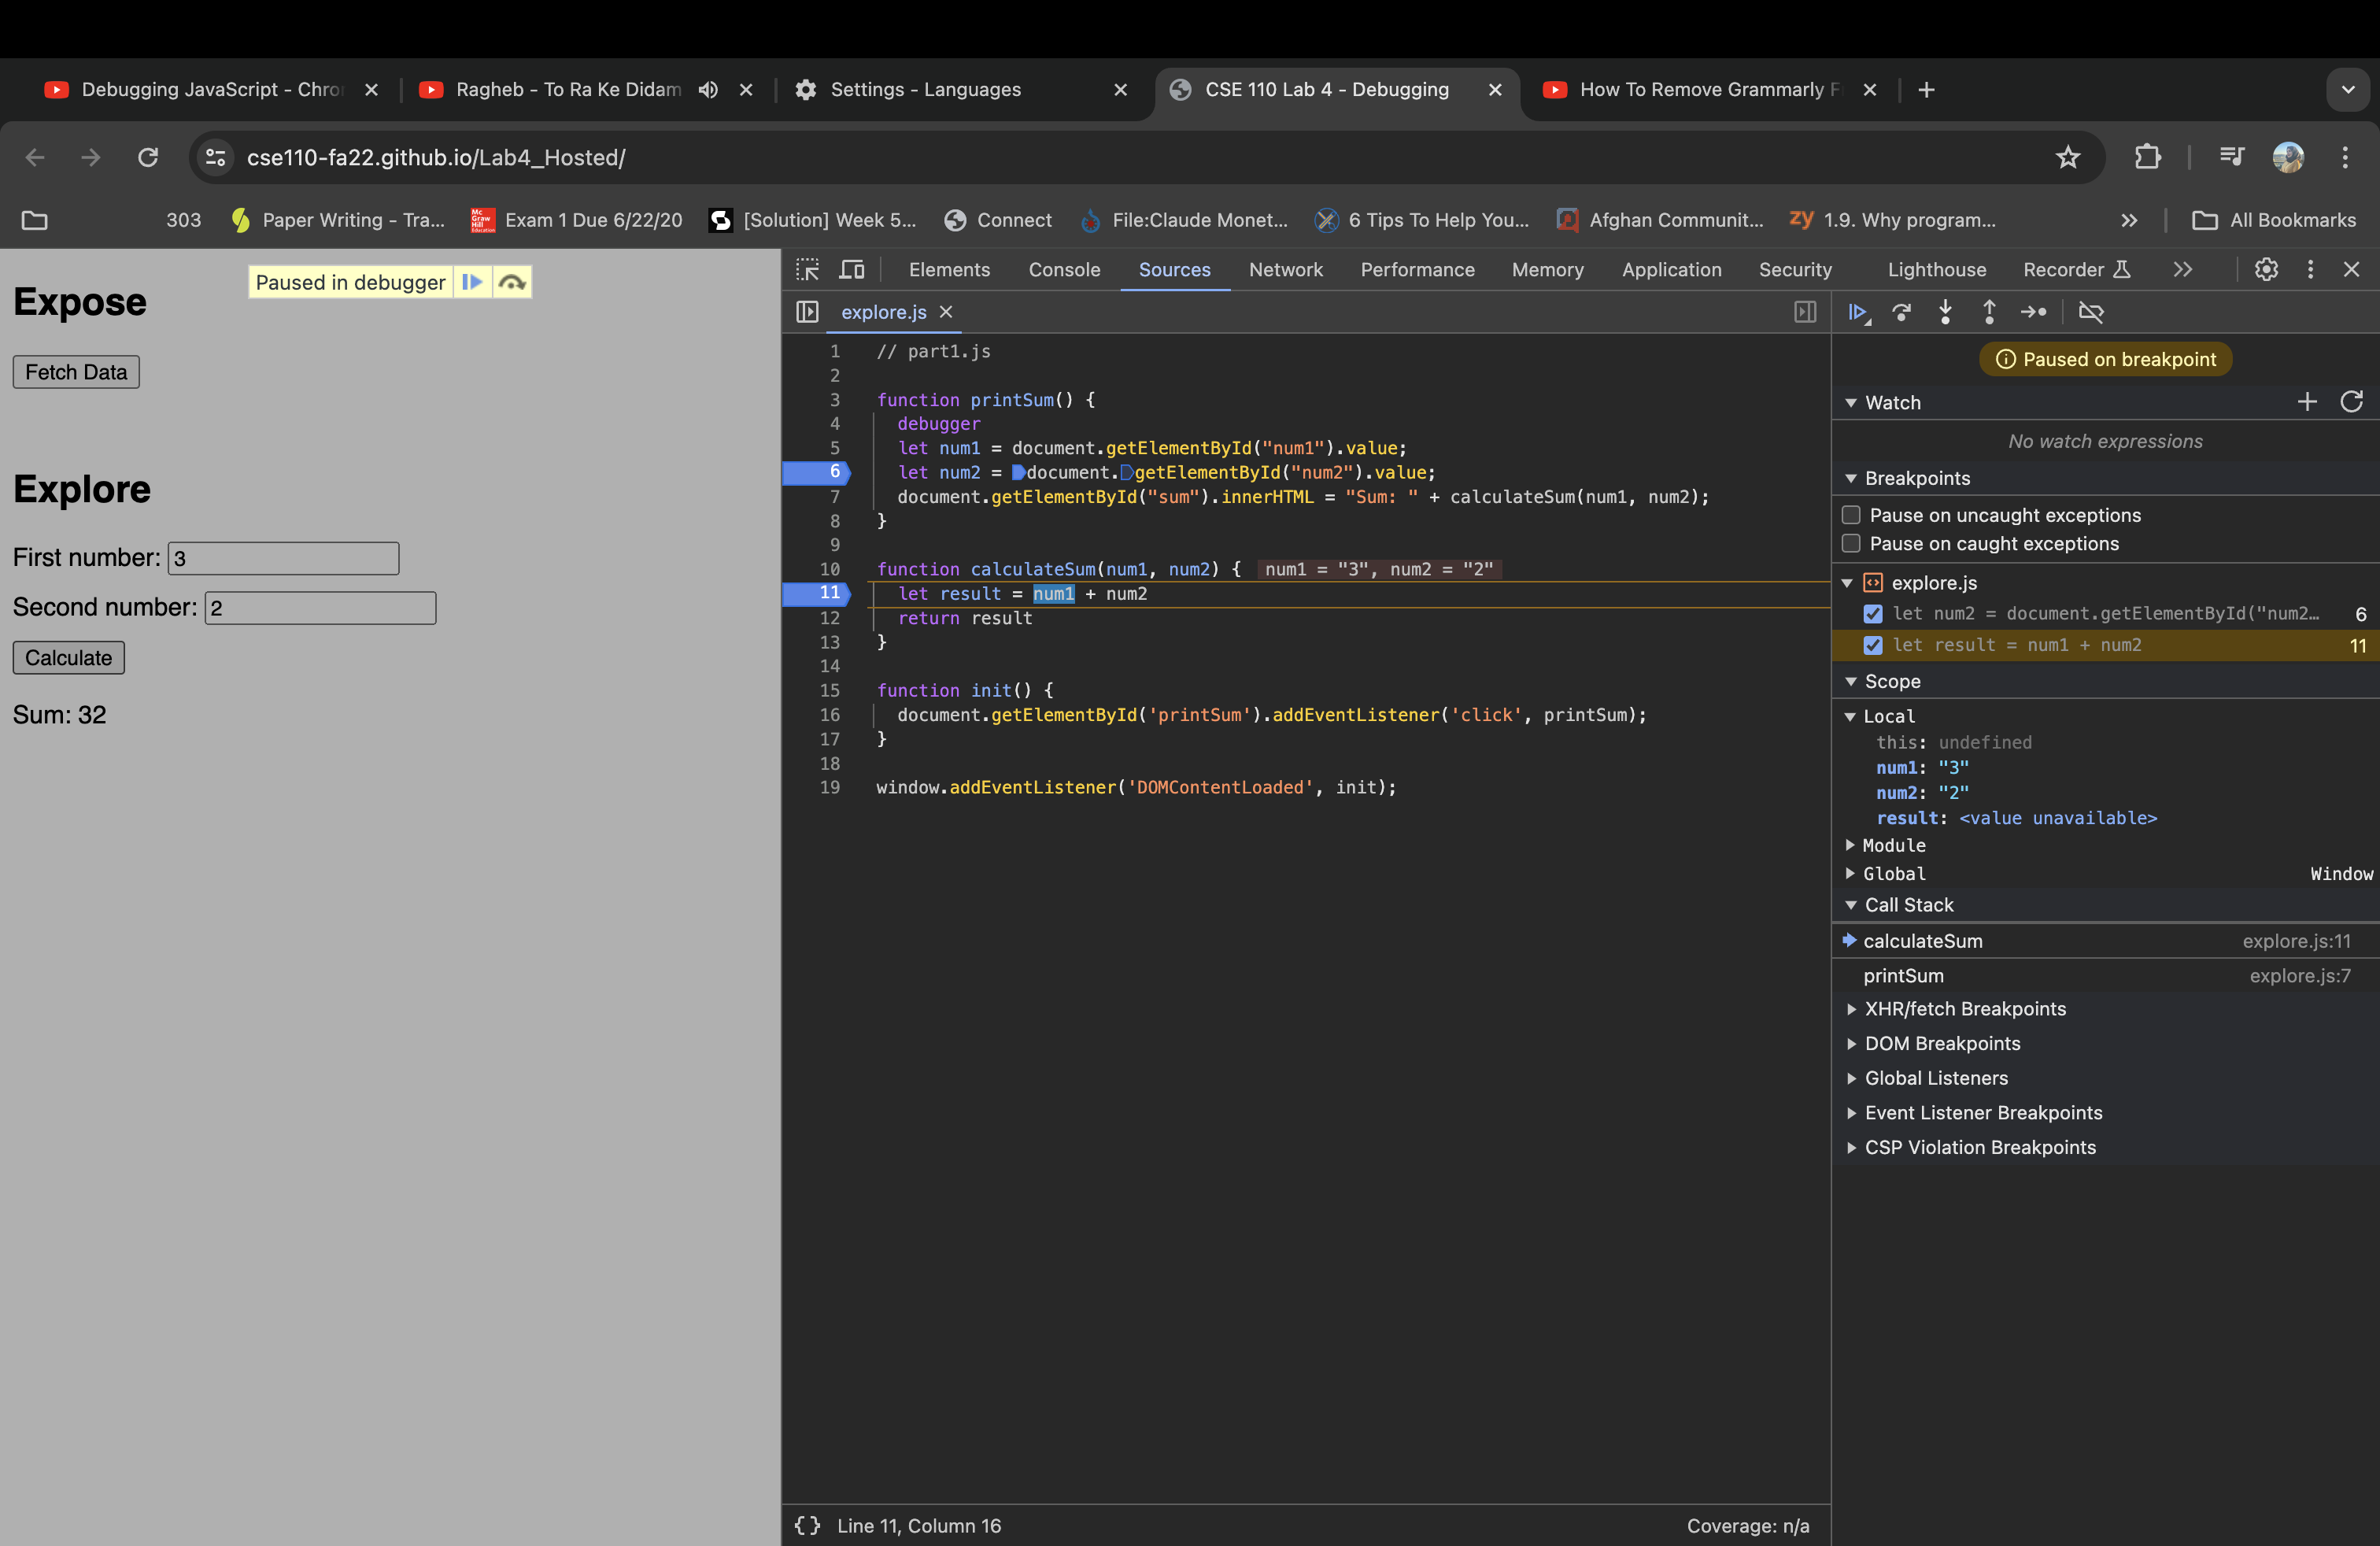 Debugging JavaScript - Chro
Ragheb - To Ra Ke Didam
Settings - Languages
CSE 110 Lab 4 - Debugging
How To Remove Grammarly F
cse110-fa22.github.io/Lab4_Hosted/
303
Paper Writing - Tra...
Exam 1 Due 6/22/20
[Solution] Week 5...
Connect
File:Claude Monet...
6 Tips To Help You...
Afghan Communit...
zy 1.9. Why program...
All Bookmarks
Expose
Paused in debugger
Fetch Data
Explore
First number: 3
Second number: 2
Calculate
Sum: 32
Elements Console Sources Network Performance Memory Application Security Lighthouse Recorder
explore.js
1 // part1.js
2
3 function printSum() {
4 debugger
5 let num1 = document.getElementById("num1").value;
6 let num2 = document.getElementById("num2").value;
7 document.getElementById("sum").innerHTML = "Sum: " + calculateSum(num1, num2);
8 }
9
10 function calculateSum(num1, num2) { num1 = "3", num2 = "2"
11 let result = num1 + num2
12 return result
13 }
14
15 function init() {
16 document.getElementById('printSum').addEventListener('click', printSum);
17 }
18
19 window.addEventListener('DOMContentLoaded', init);
{ } Line 11, Column 16
Coverage: n/a
Paused on breakpoint
Watch
No watch expressions
Breakpoints
Pause on uncaught exceptions
Pause on caught exceptions
explore.js
let num2 = document.getElementById("num2… 6
let result = num1 + num2 11
Scope
Local
this: undefined
num1: "3"
num2: "2"
result: <value unavailable>
Module
Global Window
Call Stack
calculateSum explore.js:11
printSum explore.js:7
XHR/fetch Breakpoints
DOM Breakpoints
Global Listeners
Event Listener Breakpoints
CSP Violation Breakpoints